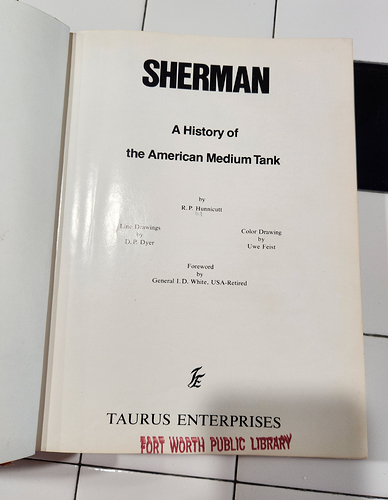 SHERMAN
A History of
the American Medium Tank
by
R. P. Hunnicutt
Line Drawings
by
D. P. Dyer
Color Drawing
by
Uwe Feist
Foreword
by
General I. D. White, USA-Retired
TE
TAURUS ENTERPRISES
FORT WORTH PUBLIC LIBRARY